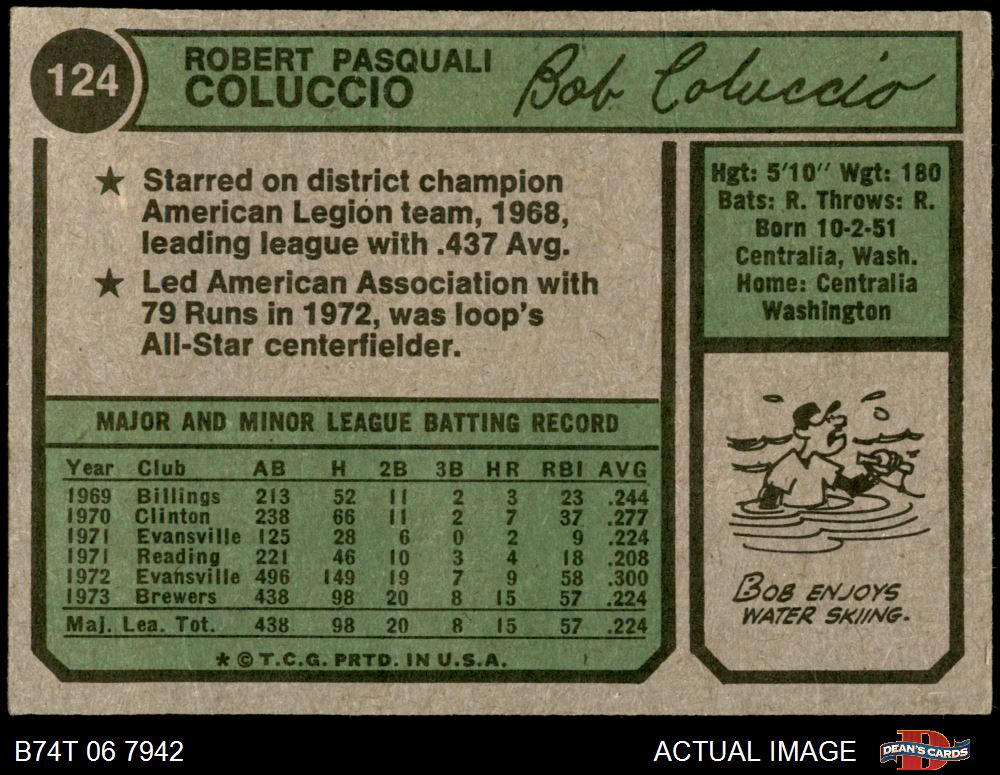 124
ROBERT PASQUALI
COLUCCIO
Bob Coluccio
★ Starred on district champion
American Legion team, 1968,
leading league with .437 Avg.
★ Led American Association with
79 Runs in 1972, was loop's
All-Star centerfielder.
Hgt: 5'10" Wgt: 180
Bats: R. Throws: R.
Born 10-2-51
Centralia, Wash.
Home: Centralia
Washington
MAJOR AND MINOR LEAGUE BATTING RECORD
Year Club AB H 2B 3B HR RBI AVG
1969 Billings 213 52 11 2 3 23 .244
1970 Clinton 238 66 11 2 7 37 .277
1971 Evansville 125 28 6 0 2 9 .224
1971 Reading 221 46 10 3 4 18 .208
1972 Evansville 496 149 19 7 9 58 .300
1973 Brewers 438 98 20 8 15 57 .224
Maj. Lea. Tot. 438 98 20 8 15 57 .224
★ © T.C.G. PRTD. IN U.S.A.
BOB ENJOYS
WATER SKIING.
B74T 06 7942
ACTUAL IMAGE
D
DEAN'S CARDS